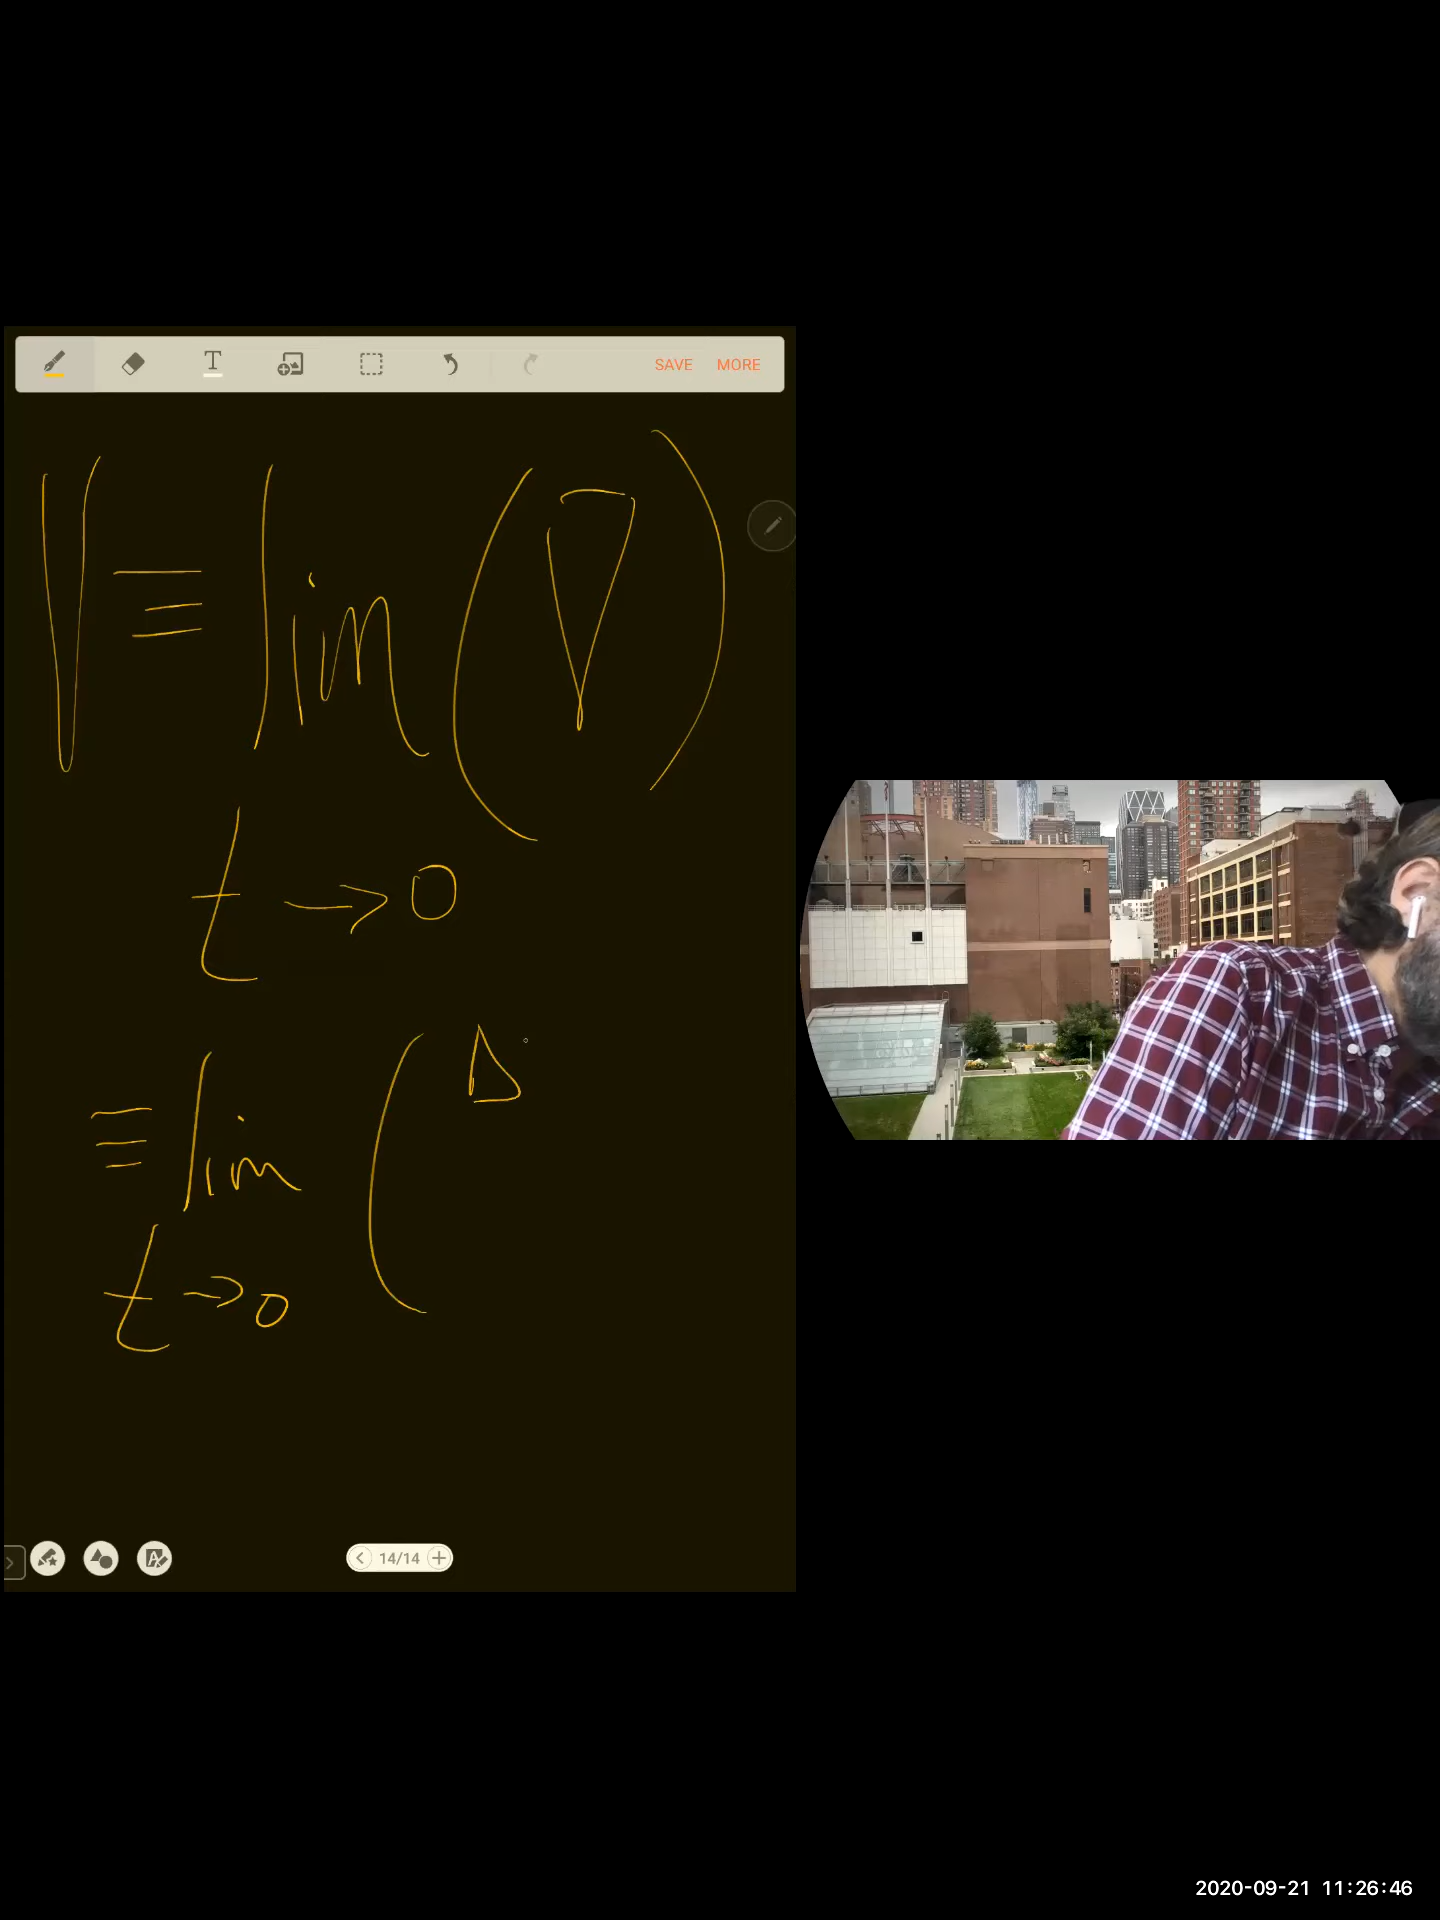 T
SAVE
MORE
V ≡ lim ( V̅ )
t → 0
≡ lim ( Δ
t → 0
14/14
2020-09-21 11:26:46